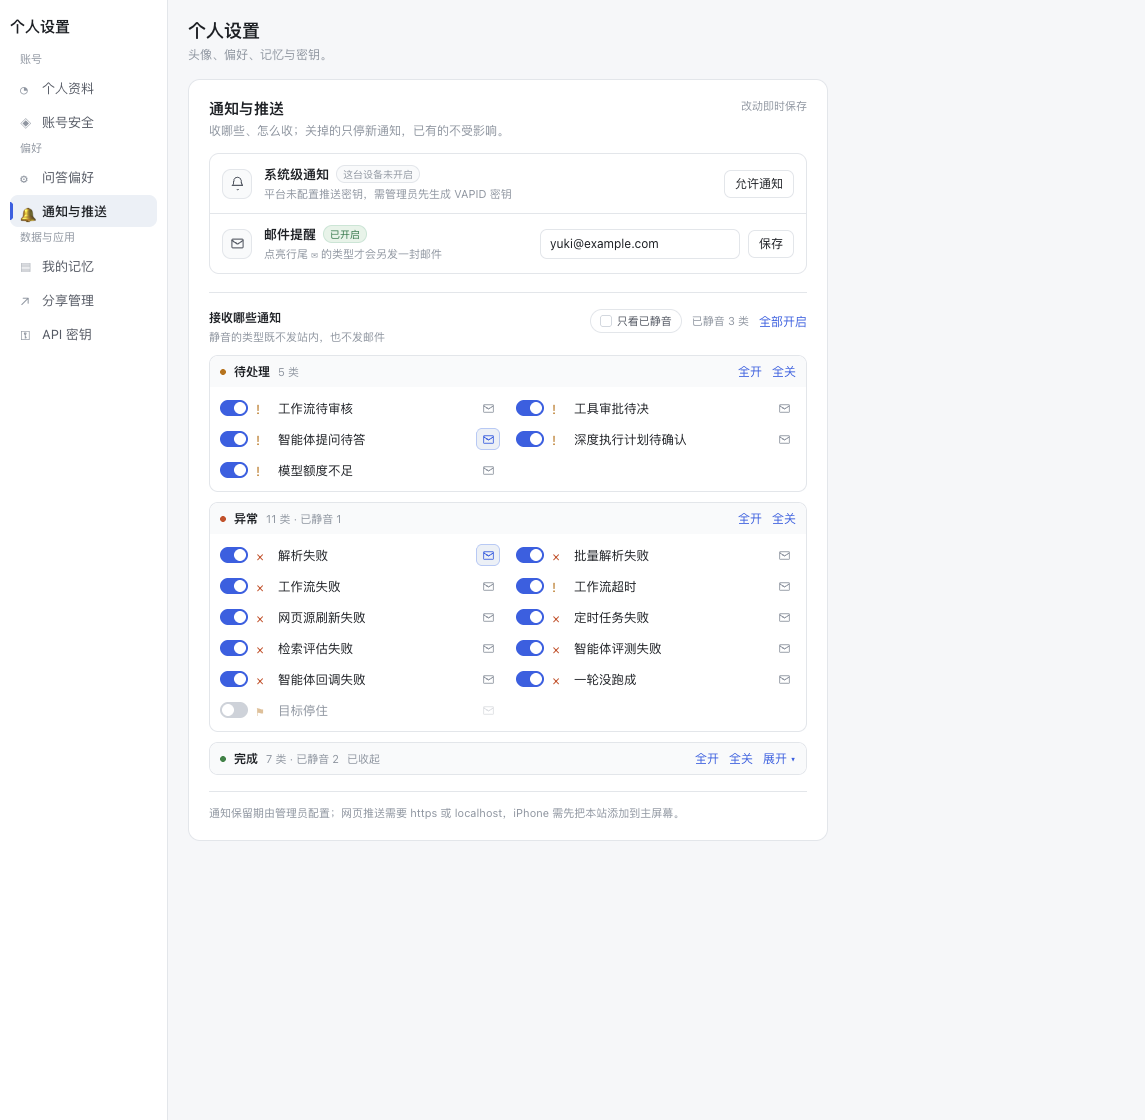 个人设置
账号
个人资料
账号安全
偏好
问答偏好
通知与推送
数据与应用
我的记忆
分享管理
API 密钥
个人设置
头像、偏好、记忆与密钥。
通知与推送
改动即时保存
收哪些、怎么收；关掉的只停新通知，已有的不受影响。
系统级通知 这台设备未开启
平台未配置推送密钥，需管理员先生成 VAPID 密钥
允许通知
邮件提醒 已开启
点亮行尾 ✉ 的类型才会另发一封邮件
yuki@example.com
保存
接收哪些通知
静音的类型既不发站内，也不发邮件
只看已静音
已静音 3 类
全部开启
待处理 5 类
全开 全关
! 工作流待审核
! 工具审批待决
! 智能体提问待答
! 深度执行计划待确认
! 模型额度不足
异常 11 类 · 已静音 1
全开 全关
× 解析失败
× 批量解析失败
× 工作流失败
! 工作流超时
× 网页源刷新失败
× 定时任务失败
× 检索评估失败
× 智能体评测失败
× 智能体回调失败
× 一轮没跑成
目标停住
完成 7 类 · 已静音 2 已收起
全开 全关 展开
通知保留期由管理员配置；网页推送需要 https 或 localhost，iPhone 需先把本站添加到主屏幕。